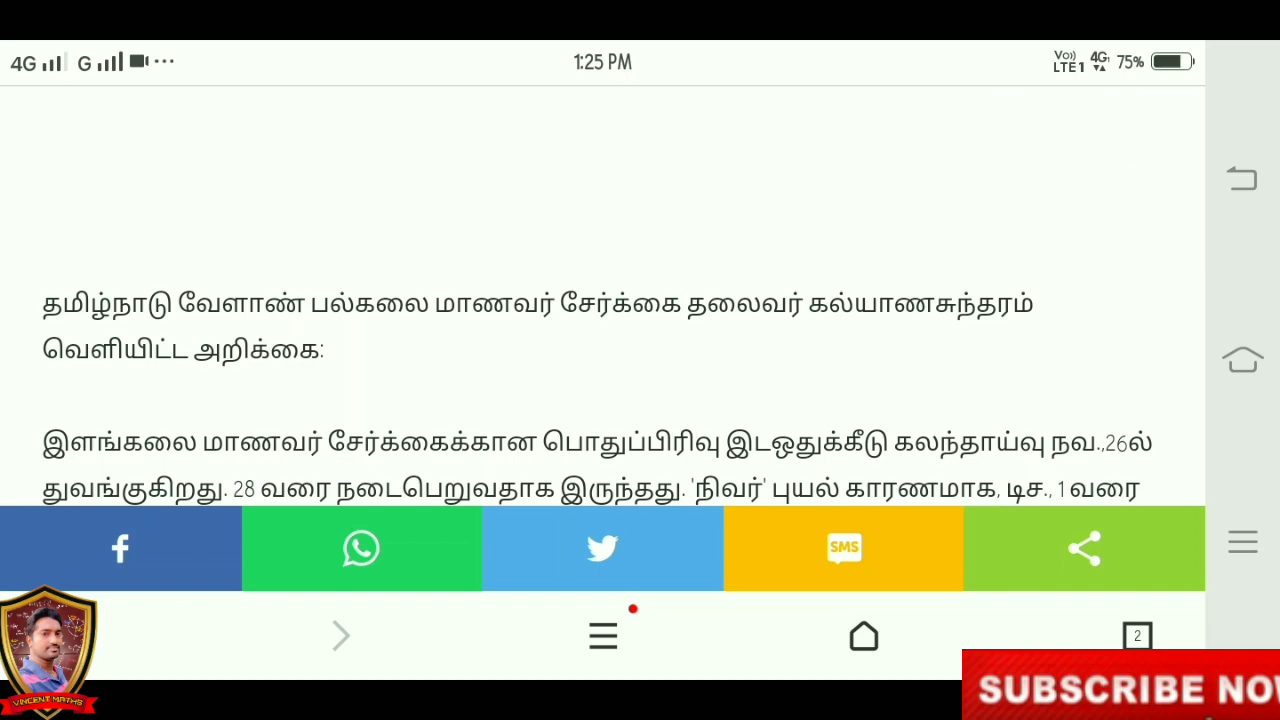 4G G ... 1:25 PM Vo)) LTE 1 4G 75%
தமிழ்நாடு வேளாண் பல்கலை மாணவர் சேர்க்கை தலைவர் கல்யாணசுந்தரம்
வெளியிட்ட அறிக்கை:
இளங்கலை மாணவர் சேர்க்கைக்கான பொதுப்பிரிவு இடஒதுக்கீடு கலந்தாய்வு நவ.,26ல்
துவங்குகிறது. 28 வரை நடைபெறுவதாக இருந்தது. 'நிவர்' புயல் காரணமாக, டிச., 1வரை
SMS
2
VINCENT MATHS
SUBSCRIBE NOW